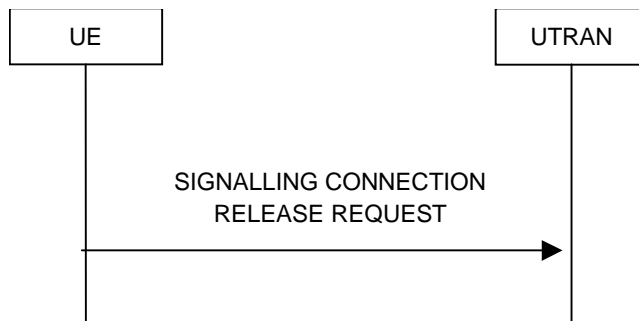 UE
UTRAN
SIGNALLING CONNECTION
RELEASE REQUEST